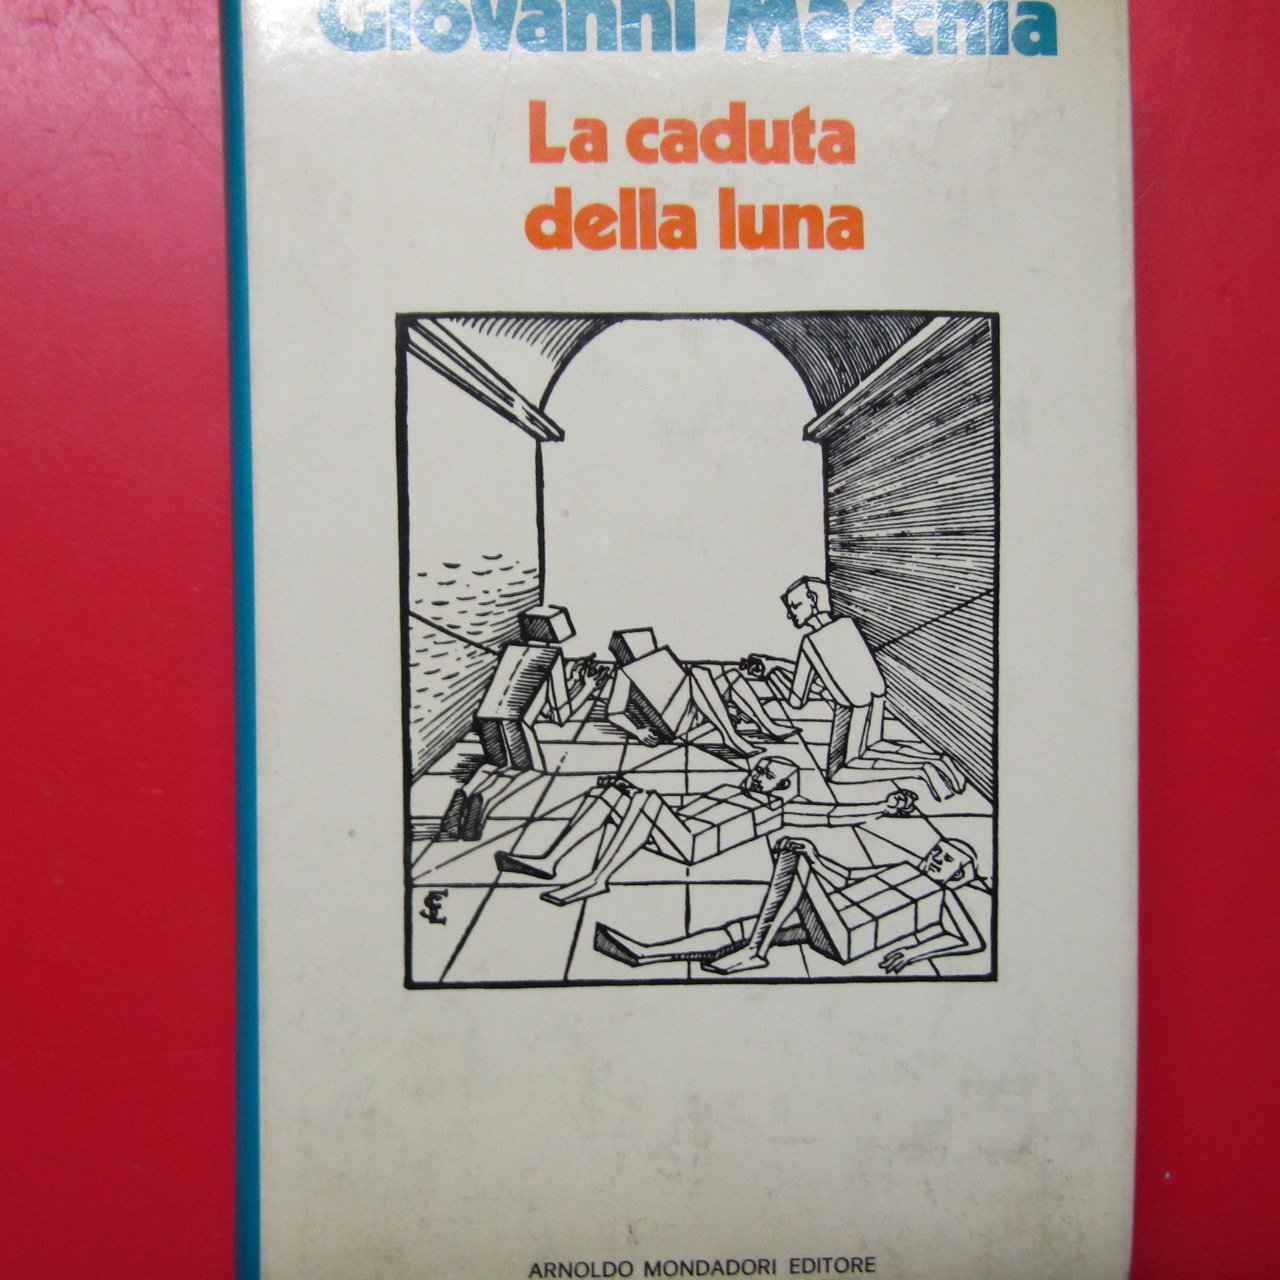 Giovanni Macchia
La caduta
della luna
ARNOLDO MONDADORI EDITORE